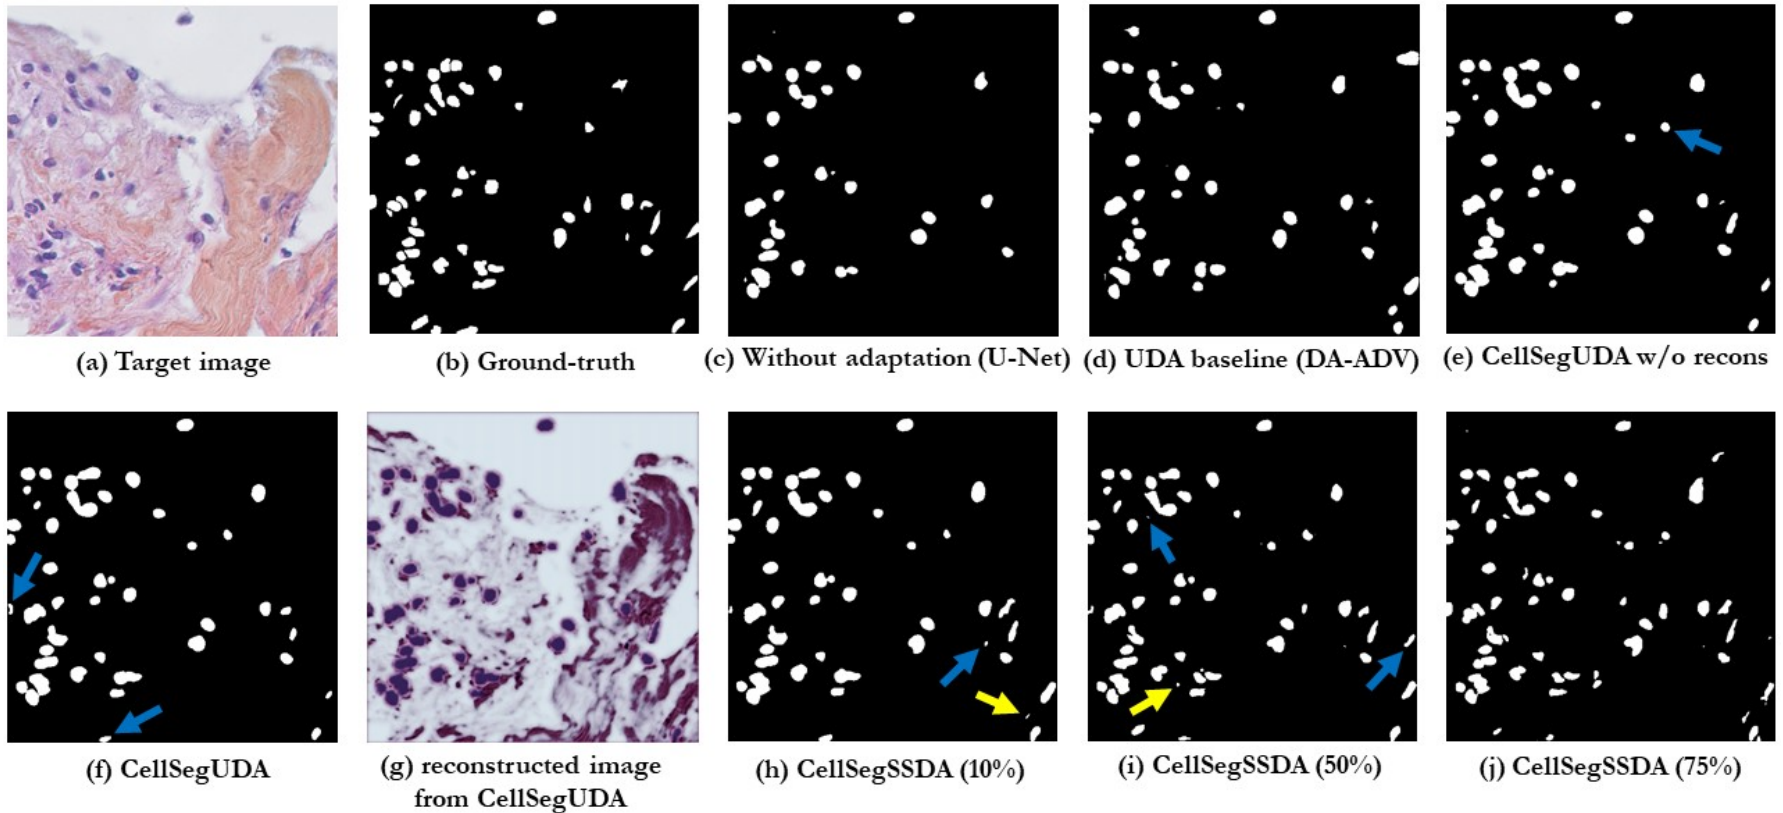 (a) Target image
(b) Ground-truth
(c) Without adaptation (U-Net)
(d) UDA baseline (DA-ADV)
(e) CellSegUDA w/o recons
(f) CellSegUDA
(g) reconstructed image
from CellSegUDA
(h) CellSegSSDA (10%)
(i) CellSegSSDA (50%)
(j) CellSegSSDA (75%)